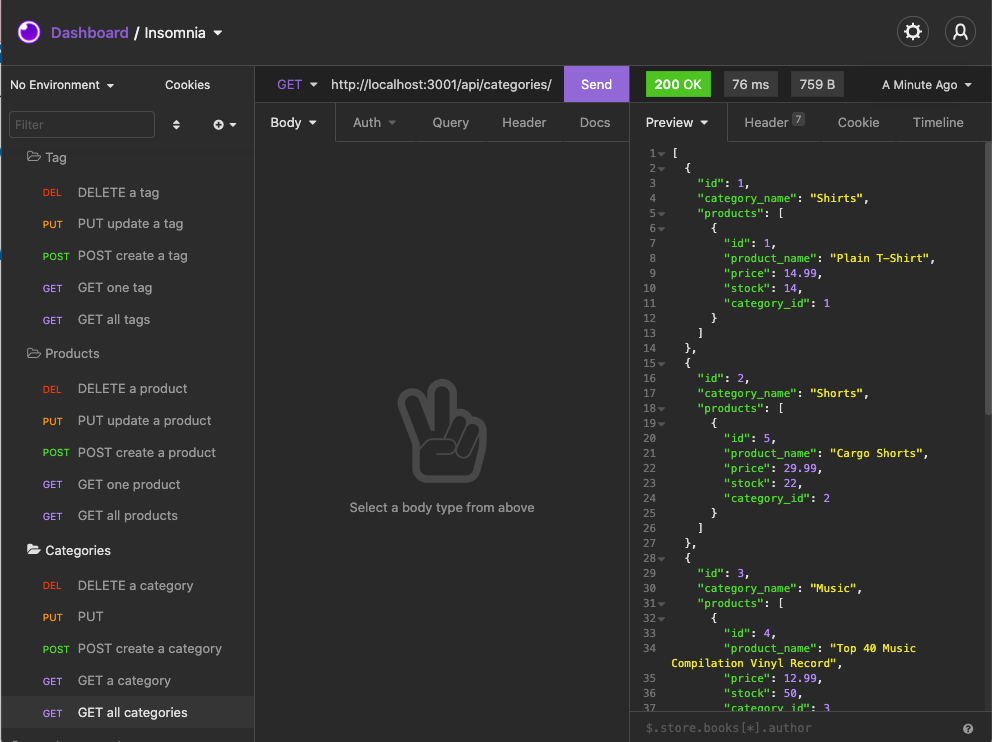 Dashboard / Insomnia
No Environment
Cookies
Filter
Tag
DEL DELETE a tag
PUT PUT update a tag
POST POST create a tag
GET GET one tag
GET GET all tags
Products
DEL DELETE a product
PUT PUT update a product
POST POST create a product
GET GET one product
GET GET all products
Categories
DEL DELETE a category
PUT PUT
POST POST create a category
GET GET a category
GET GET all categories
GET http://localhost:3001/api/categories/ Send
Body Auth Query Header Docs
Select a body type from above
200 OK 76 ms 759 B A Minute Ago
Preview Header 7 Cookie Timeline
1 [
2 {
3 "id": 1,
4 "category_name": "Shirts",
5 "products": [
6 {
7 "id": 1,
8 "product_name": "Plain T-Shirt",
9 "price": 14.99,
10 "stock": 14,
11 "category_id": 1
12 }
13 ]
14 },
15 {
16 "id": 2,
17 "category_name": "Shorts",
18 "products": [
19 {
20 "id": 5,
21 "product_name": "Cargo Shorts",
22 "price": 29.99,
23 "stock": 22,
24 "category_id": 2
25 }
26 ]
27 },
28 {
29 "id": 3,
30 "category_name": "Music",
31 "products": [
32 {
33 "id": 4,
34 "product_name": "Top 40 Music
Compilation Vinyl Record",
35 "price": 12.99,
36 "stock": 50,
37 "category_id": 3
$.store.books[*].author